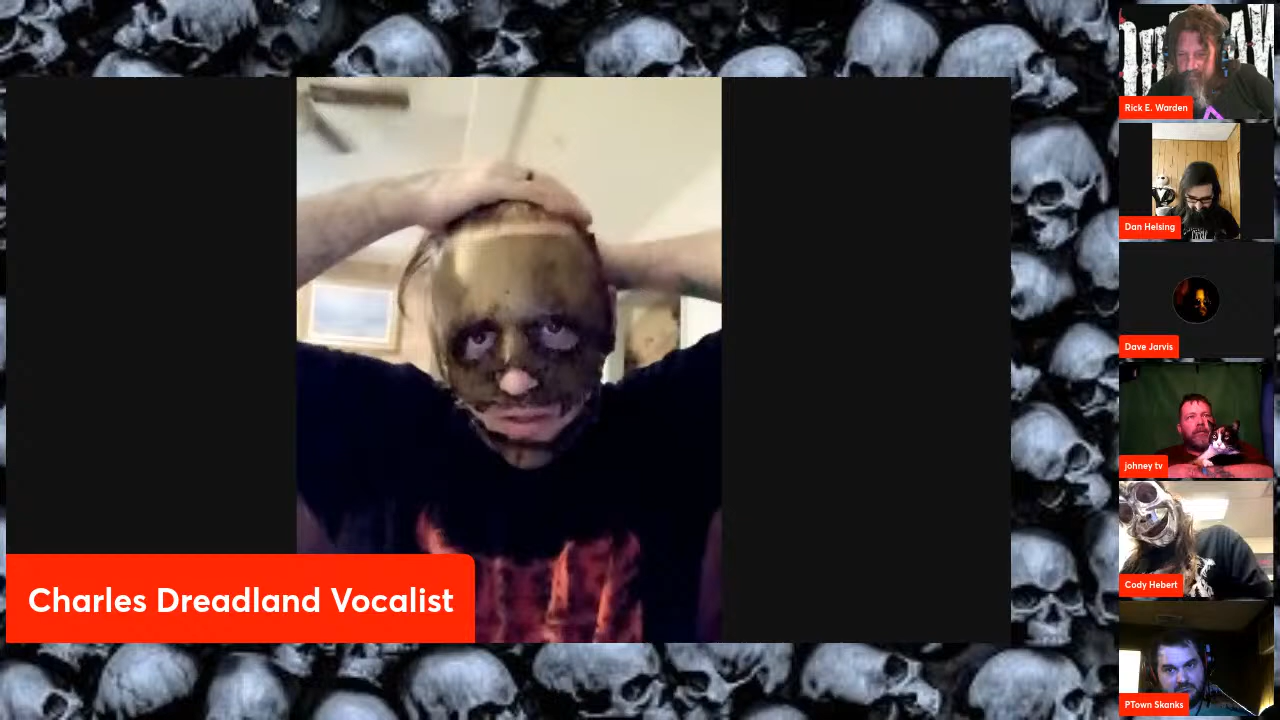 Charles Dreadland Vocalist
Rick E. Warden
Dan Helsing
Dave Jarvis
johney tv
Cody Hebert
PTown Skanks